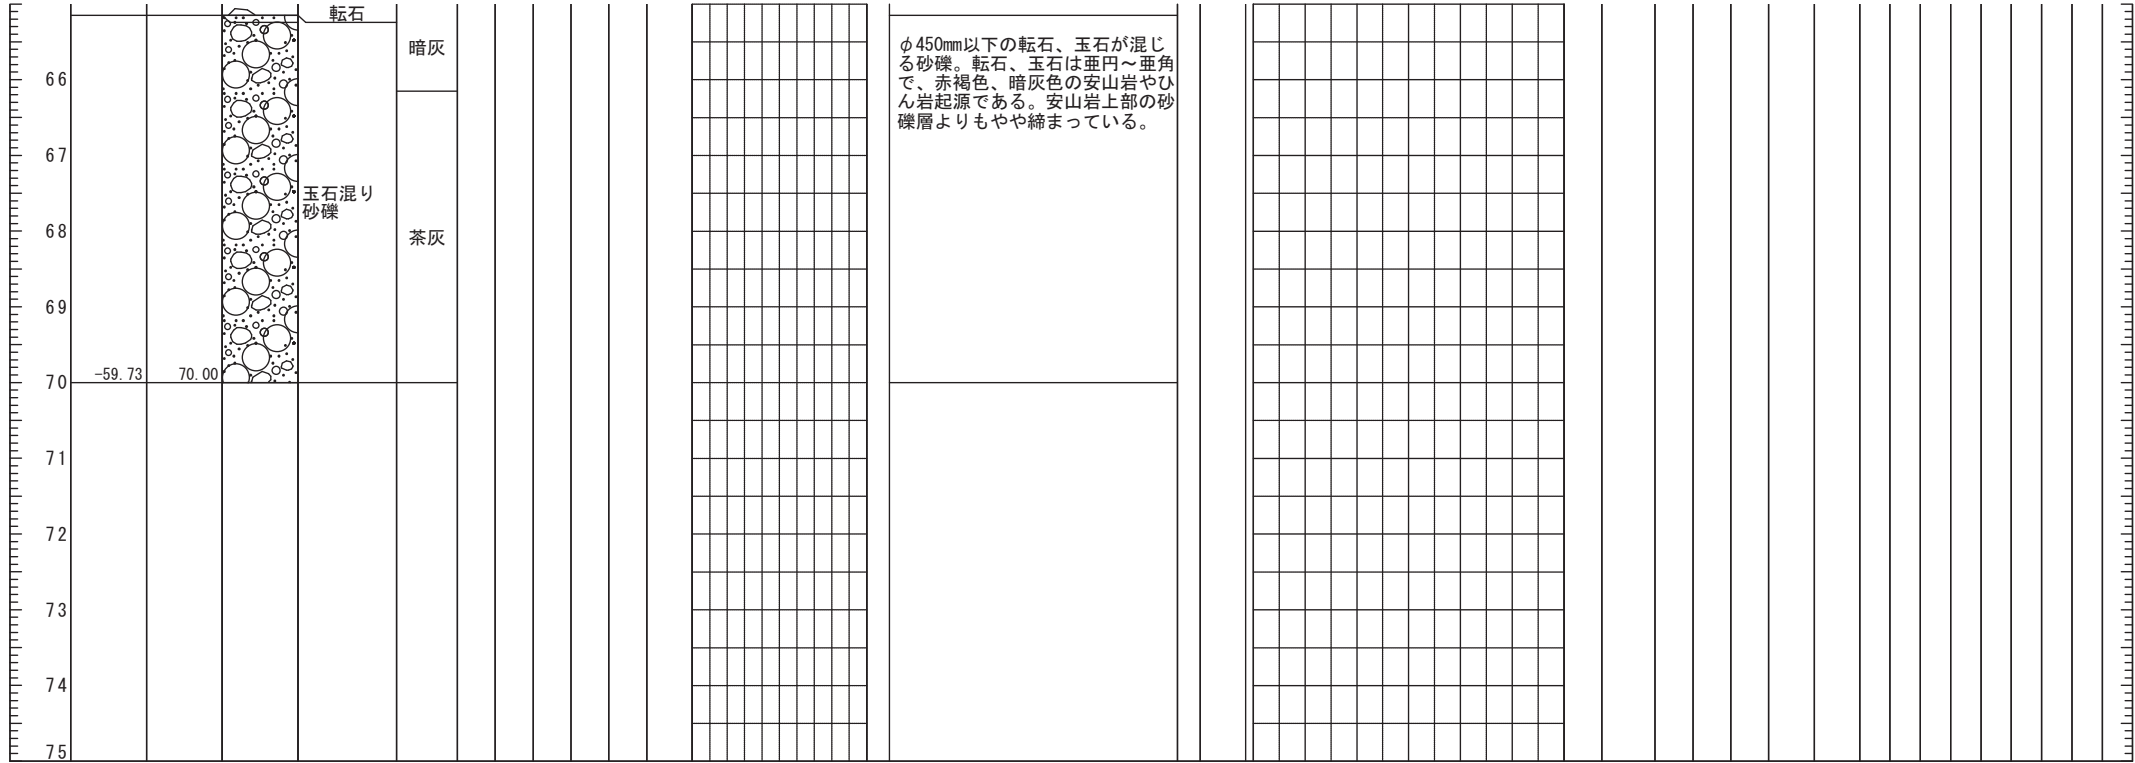 転石
暗灰
φ450mm以下の転石、玉石が混じ
る砂礫。転石、玉石は亜円～亜角
で、赤褐色、暗灰色の安山岩やひ
ん岩起源である。安山岩上部の砂
礫層よりもやや締まっている。
66
67
玉石混り
砂礫
68
茶灰
69
70
-59.73
70.00
71
72
73
74
75